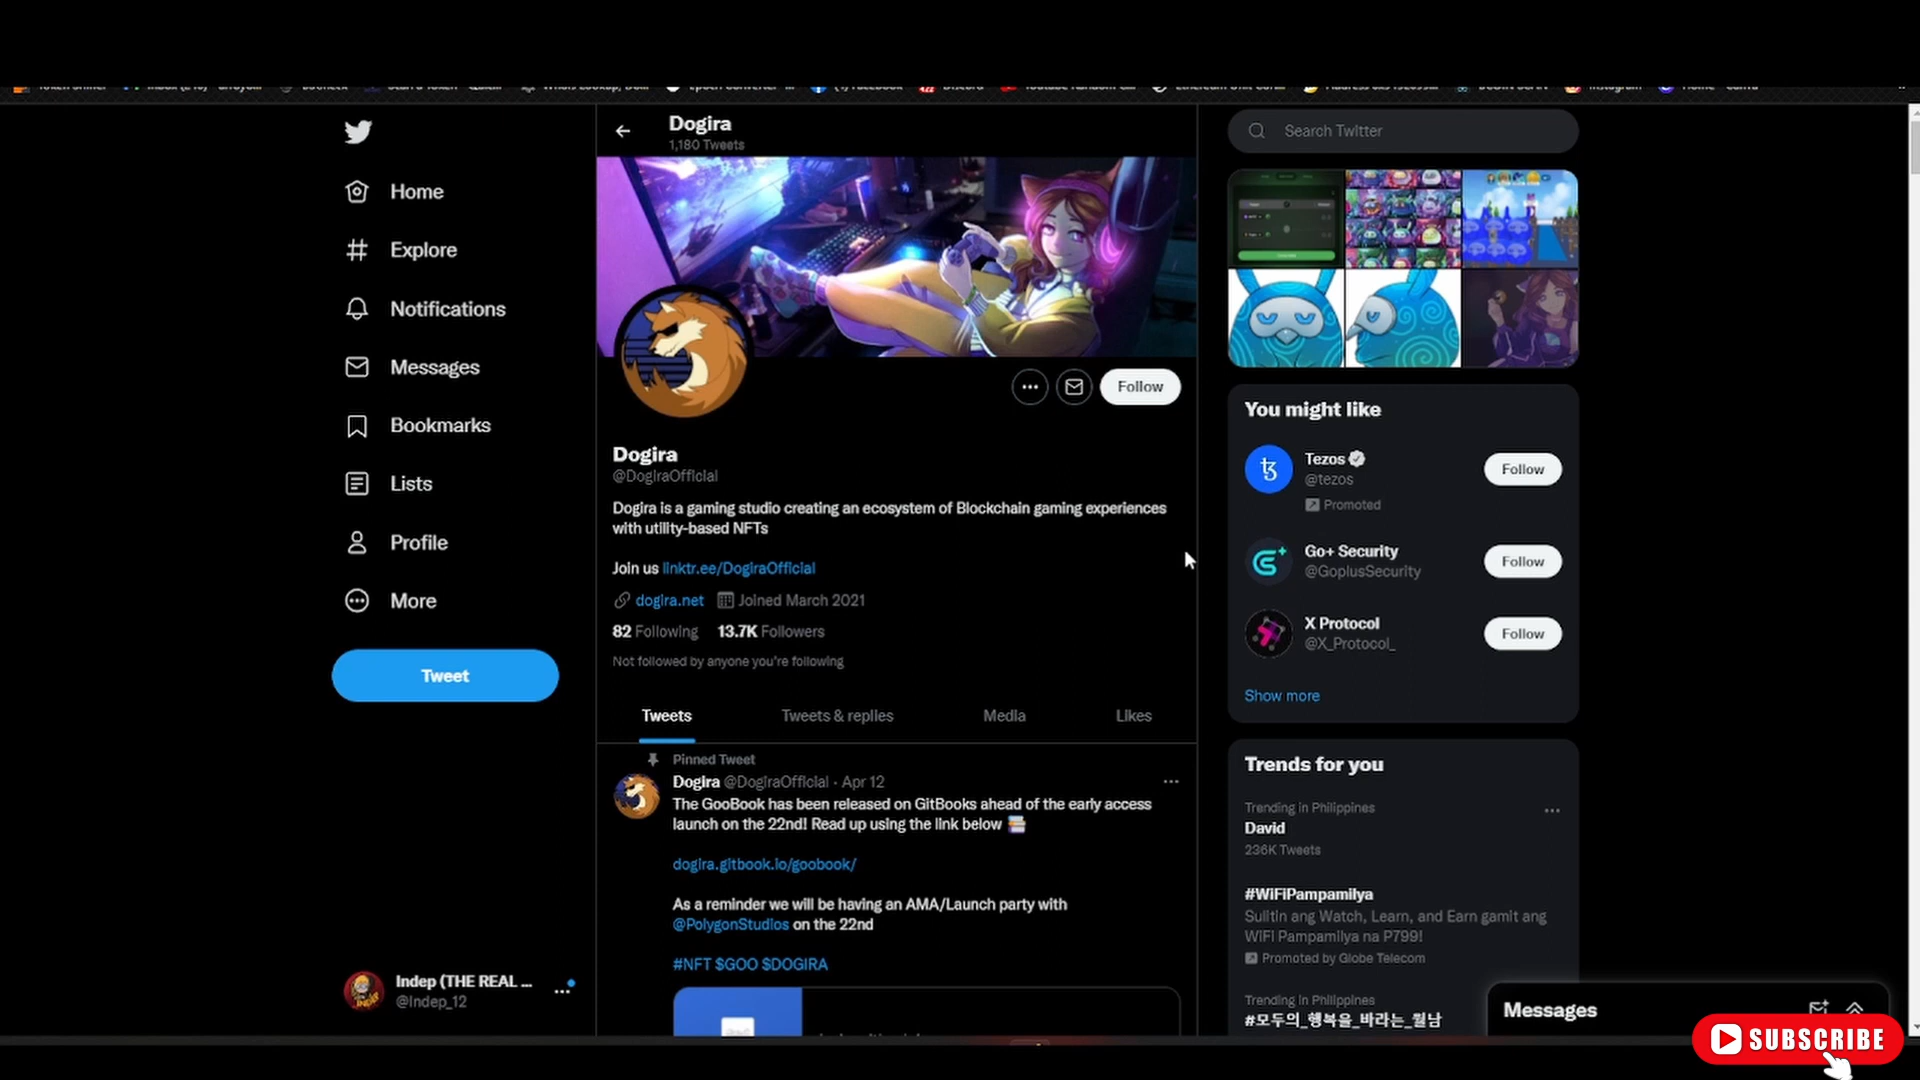 Dogira
1,180 Tweets
Search Twitter
Home
Explore
Notifications
Messages
Bookmarks
Lists
Profile
More
Tweet
Indep (THE REAL ...
@Indep_12
Follow
Dogira
@DogiraOfficial
Dogira is a gaming studio creating an ecosystem of Blockchain gaming experiences
with utility-based NFTs
Join us linktr.ee/DogiraOfficial
dogira.net Joined March 2021
82 Following 13.7K Followers
Not followed by anyone you're following
Tweets Tweets & replies Media Likes
Pinned Tweet
Dogira @DogiraOfficial · Apr 12
The GooBook has been released on GitBooks ahead of the early access
launch on the 22nd! Read up using the link below
dogira.gitbook.io/goobook/
As a reminder we will be having an AMA/Launch party with
@PolygonStudios on the 22nd
#NFT $GOO $DOGIRA
You might like
Tezos
@tezos
Promoted
Follow
Go+ Security
@GoplusSecurity
Follow
X Protocol
@X_Protocol_
Follow
Show more
Trends for you
Trending in Philippines
David
236K Tweets
#WiFiPampamilya
Sulitin ang Watch, Learn, and Earn gamit ang
WiFi Pampamilya na P799!
Promoted by Globe Telecom
Trending in Philippines
#모두의_행복을_바라는_월남
Messages
SUBSCRIBE